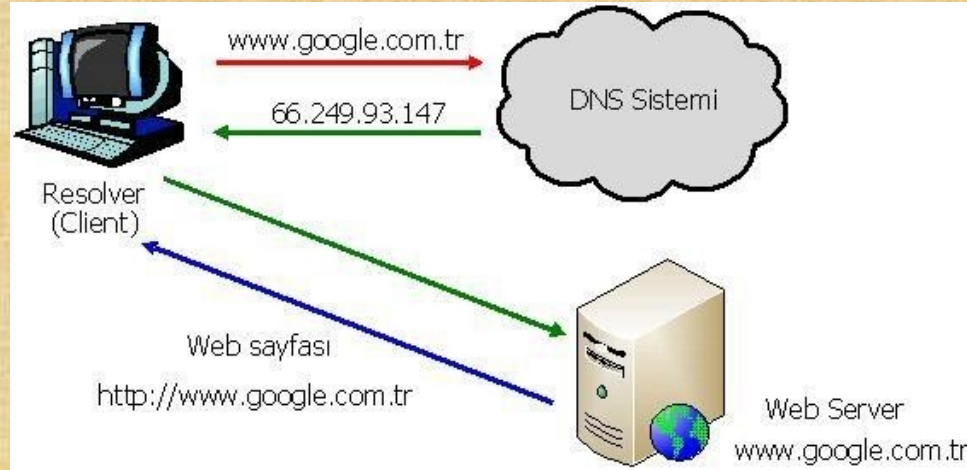 www.google.com.tr
66.249.93.147
DNS Sistemi
Resolver
(Client)
Web sayfası
http://www.google.com.tr
Web Server
www.google.com.tr